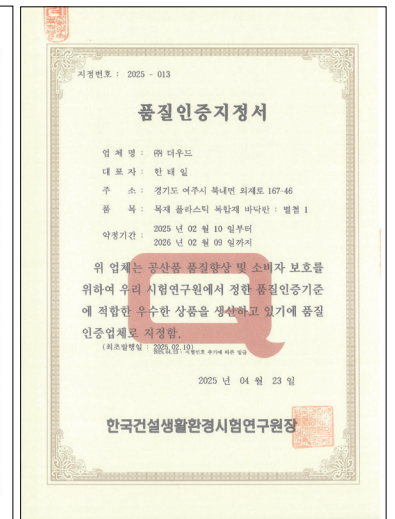 지정번호 : 2025 - 013
품질인증지정서
업 체 명 : ㈜ 더우드
대 표 자 : 한 태 일
주 소 : 경기도 여주시 북내면 외재로 167-46
품 목 : 목재 플라스틱 복합재 바닥판 : 별첨 1
약정기간 : 2025 년 02 월 10 일부터
2026 년 02 월 09 일까지
위 업체는 공산품 품질향상 및 소비자 보호를
위하여 우리 시험연구원에서 정한 품질인증기준
에 적합한 우수한 상품을 생산하고 있기에 품질
인증업체로 지정함.
(최초발행일 : 2025.02.10)
2025 년 04 월 23 일
한국건설생활환경시험연구원장